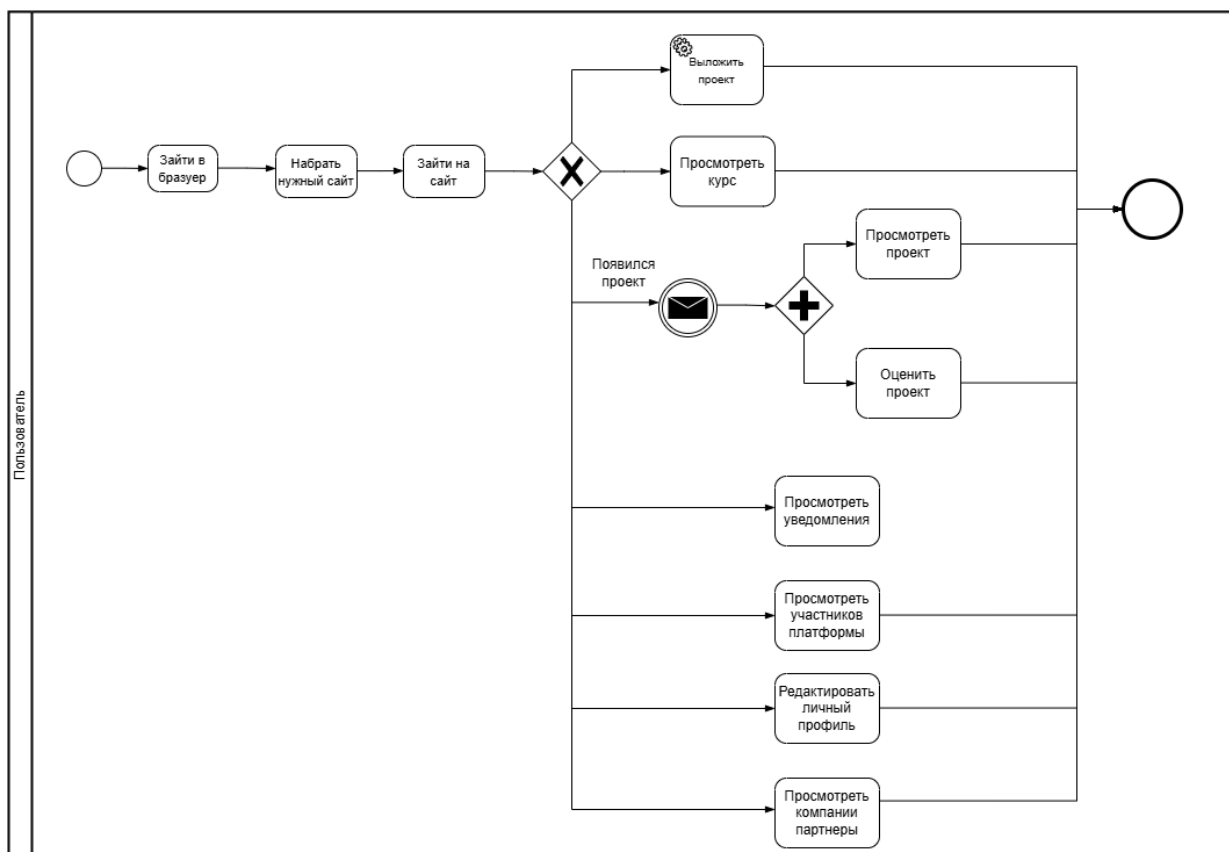 Пользователь
Зайти в
бразуер
Набрать
нужный сайт
Зайти на
сайт
Выложить
проект
Просмотреть
курс
Появился
проект
Просмотреть
проект
Оценить
проект
Просмотреть
уведомления
Просмотреть
участников
платформы
Редактировать
личный
профиль
Просмотреть
компании
партнеры